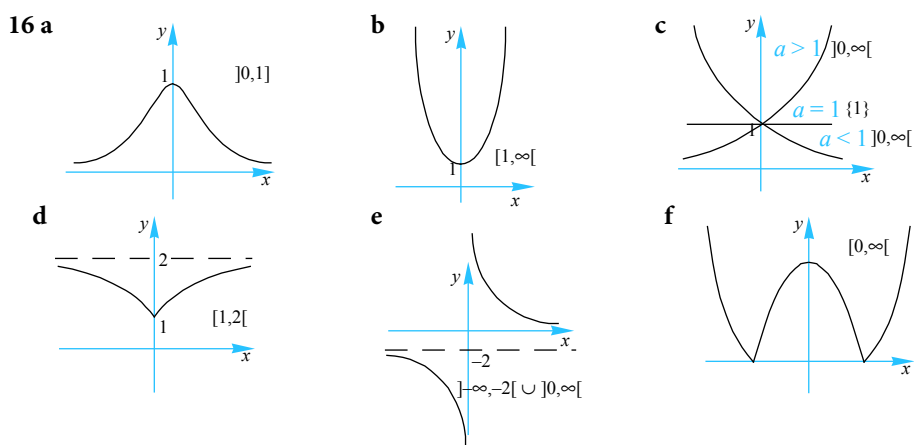 16 a
y
1
]0,1]
x
b
y
1
[1,∞[
x
c
y
a > 1 ]0,∞[
a = 1 {1}
1
a < 1 ]0,∞[
x
d
y
2
1
[1,2[
x
e
y
x
–2
]–∞,–2[ ∪ ]0,∞[
f
y
[0,∞[
x